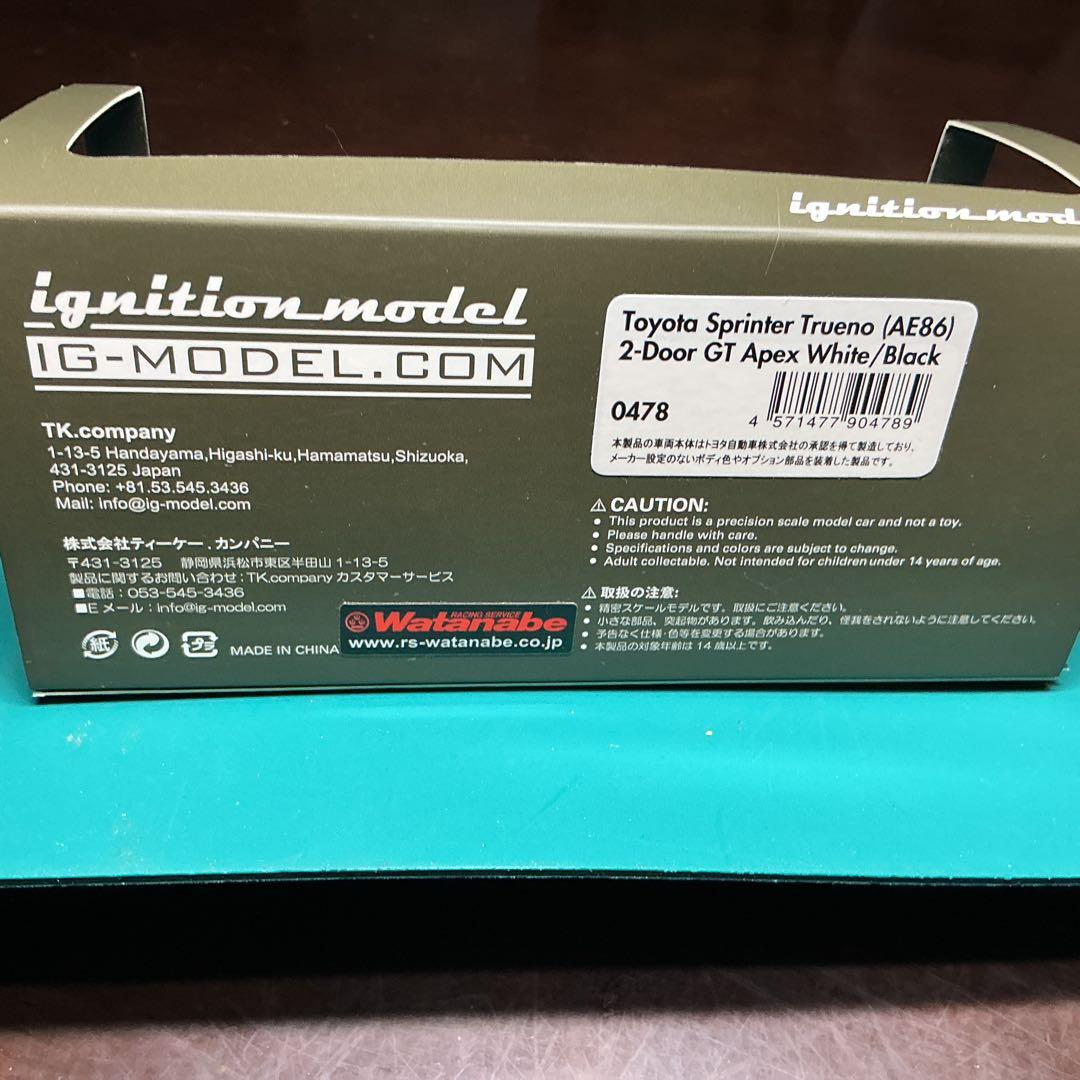 ignition mod
ignition model
IG-MODEL.COM
TK.company
1-13-5 Handayama,Higashi-ku,Hamamatsu,Shizuoka,
431-3125 Japan
Phone: +81.53.545.3436
Mail: info@ig-model.com
株式会社ティーケー.カンパニー
〒431-3125 静岡県浜松市東区半田山1-13-5
製品に関するお問い合わせ:TK.companyカスタマーサービス
■電話:053-545-3436
■Eメール:info@ig-model.com
紙
プラ
MADE IN CHINA
RACING SERVICE
Watanabe
www.rs-watanabe.co.jp
Toyota Sprinter Trueno (AE86)
2-Door GT Apex White/Black
0478
4 571477 904789
本製品の車両本体はトヨタ自動車株式会社の承認を得て製造しており、
メーカー設定のないボディ色やオプション部品を装着した製品です。
⚠ CAUTION:
• This product is a precision scale model car and not a toy.
• Please handle with care.
• Specifications and colors are subject to change.
• Adult collectable. Not intended for children under 14 years of age.
⚠ 取扱の注意:
• 精密スケールモデルです。取扱にご注意ください。
• 小さな部品、突起物があります。飲み込んだり、怪我をされないように注意してください。
• 予告なく仕様・色等を変更する場合があります。
• 本製品の対象年齢は14歳以上です。